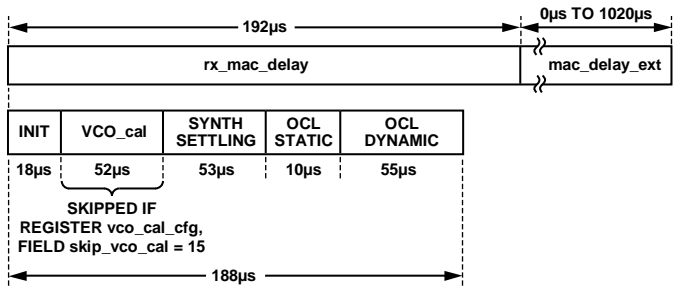 0µs TO 1020µs
192µs
rx_mac_delay
mac_delay_ext
INIT
VCO_cal
SYNTH
SETTLING
OCL
STATIC
OCL
DYNAMIC
18µs
52µs
53µs
10µs
55µs
SKIPPED IF
REGISTER vco_cal_cfg,
FIELD skip_vco_cal = 15
188µs